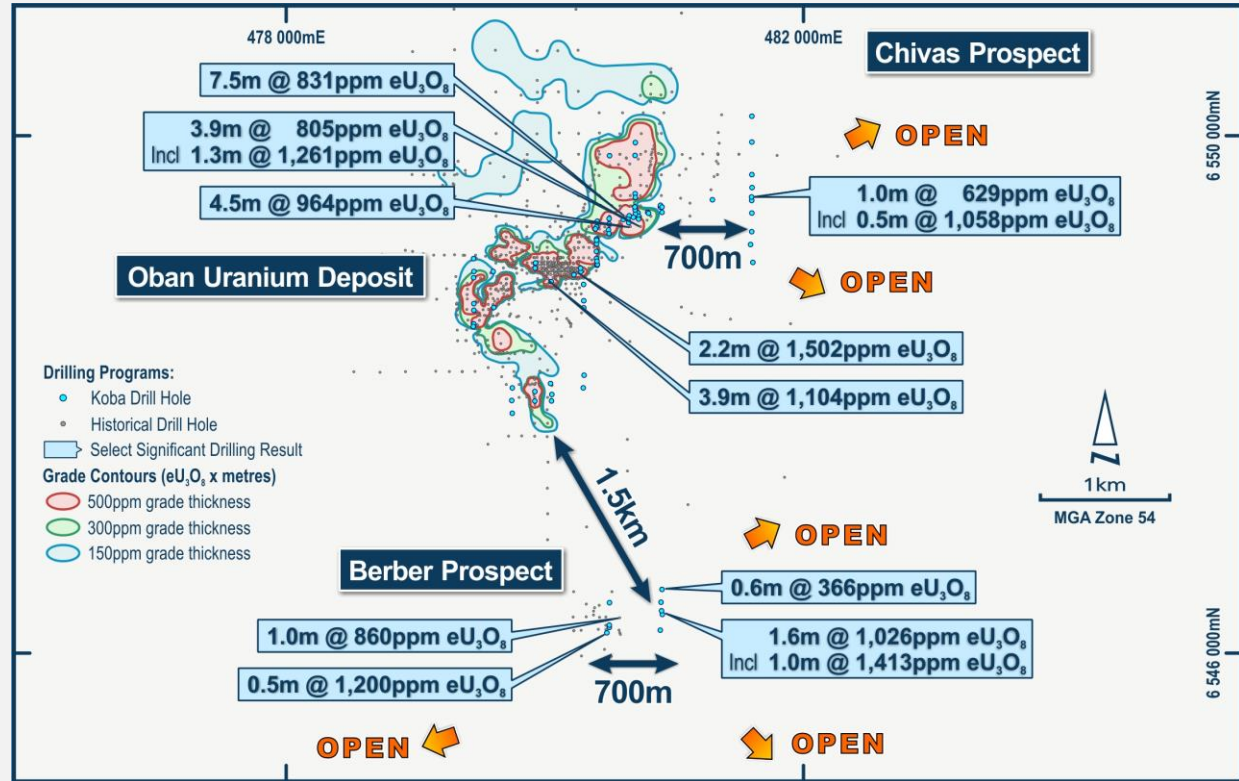 478 000mE
482 000mE
Chivas Prospect
7.5m @ 831ppm eU₃O₈
3.9m @ 805ppm eU₃O₈
Incl 1.3m @ 1,261ppm eU₃O₈
4.5m @ 964ppm eU₃O₈
OPEN
6 550 000mN
1.0m @ 629ppm eU₃O₈
Incl 0.5m @ 1,058ppm eU₃O₈
700m
OPEN
Oban Uranium Deposit
2.2m @ 1,502ppm eU₃O₈
3.9m @ 1,104ppm eU₃O₈
Drilling Programs:
Koba Drill Hole
Historical Drill Hole
Select Significant Drilling Result
Grade Contours (eU₃O₈ x metres)
500ppm grade thickness
300ppm grade thickness
150ppm grade thickness
N
1km
MGA Zone 54
1.5km
OPEN
Berber Prospect
0.6m @ 366ppm eU₃O₈
1.0m @ 860ppm eU₃O₈
1.6m @ 1,026ppm eU₃O₈
Incl 1.0m @ 1,413ppm eU₃O₈
0.5m @ 1,200ppm eU₃O₈
700m
6 546 000mN
OPEN
OPEN